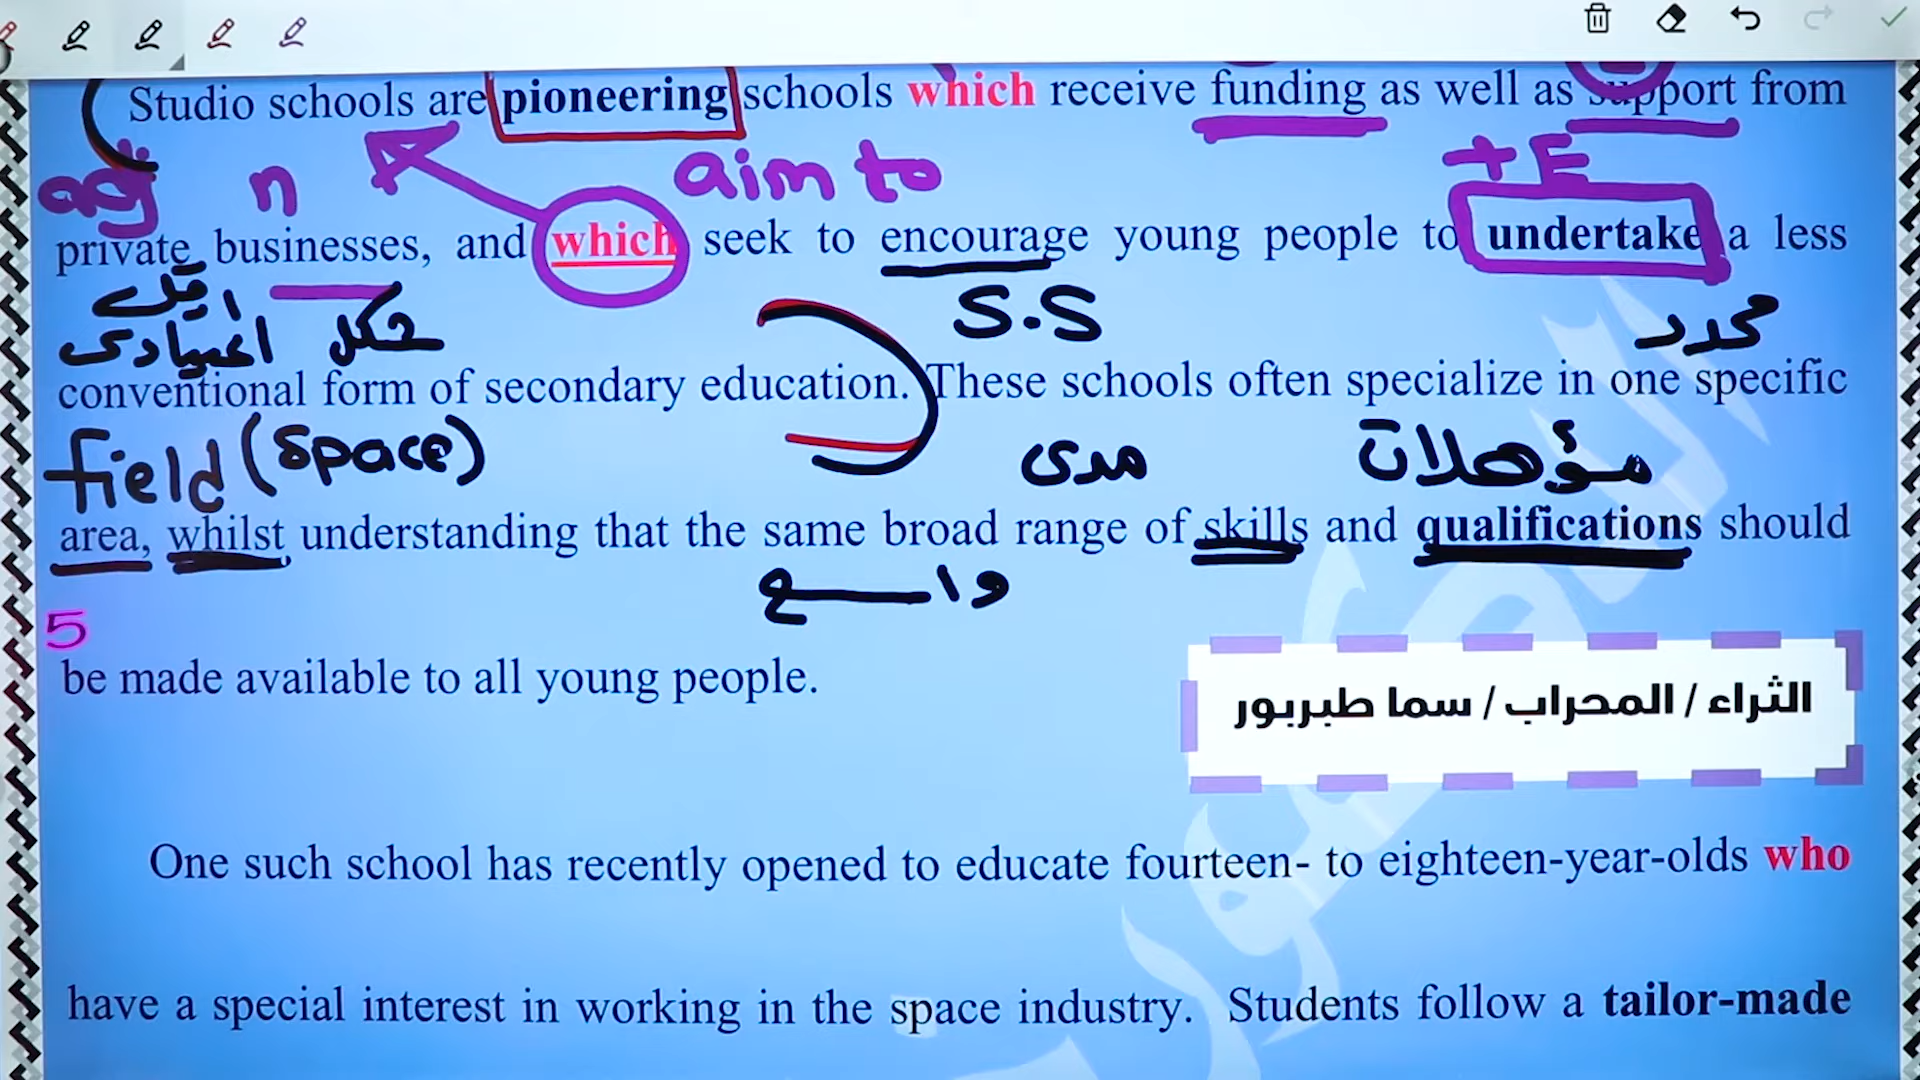 Studio schools are pioneering schools which receive funding as well as support from
adj n aim to +E
private businesses, and which seek to encourage young people to undertake a less
اقل S.S
اعتيادى شكل محدد
conventional form of secondary education. These schools often specialize in one specific
field (space) مدى مؤهلات
area, whilst understanding that the same broad range of skills and qualifications should
واسع
5
be made available to all young people.
الثراء / المحراب / سما طبربور
One such school has recently opened to educate fourteen- to eighteen-year-olds who
have a special interest in working in the space industry. Students follow a tailor-made